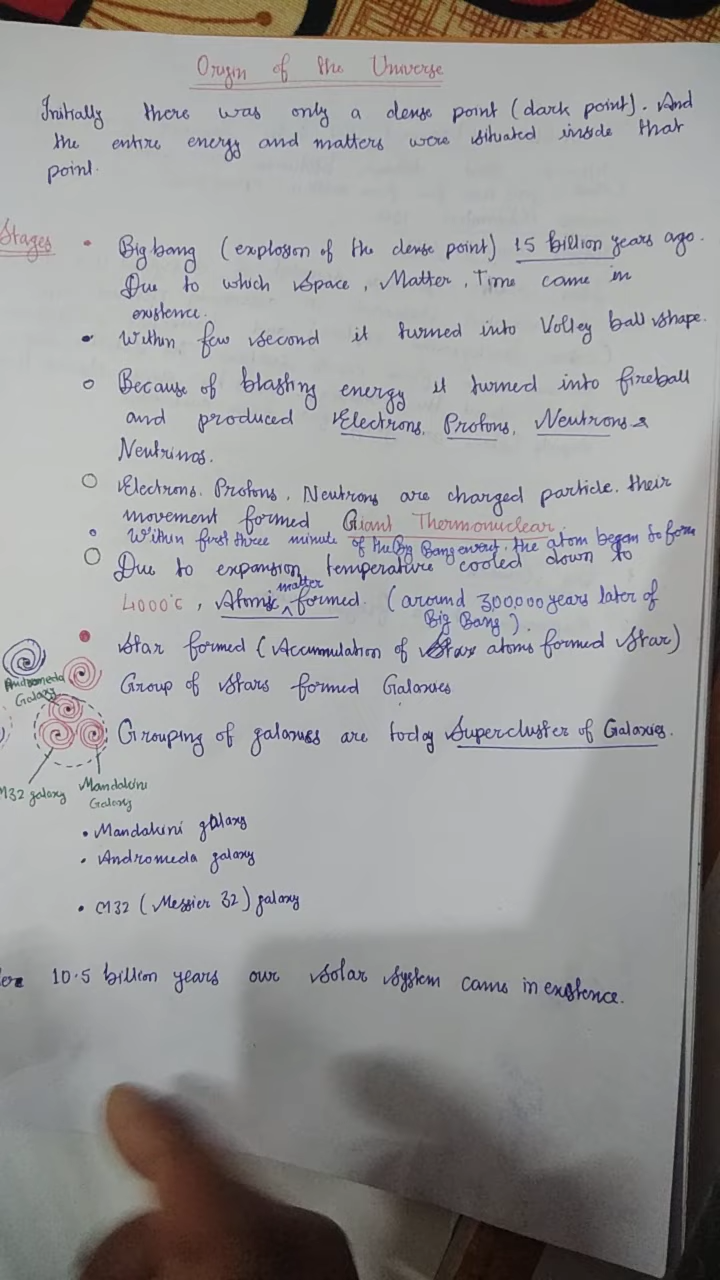 Origin of the Universe
Initially there was only a dense point (dark point). And
the entire energy and matters were situated inside that
point.
Stages • Big bang (explosion of the dense point) 15 billion years ago.
Due to which Space, Matter, Time came in
existence.
• Within few second it turned into Volley ball shape.
Because of blasting energy it turned into fireball
and produced Electrons, Protons, Neutrons &
Neutrinos.
Electrons, Protons, Neutrons are charged particle. their
movement formed Giant Thermonuclear.
Within first three minute of the Big Bang event, the atom began to form
Due to expansion temperature cooled down to
4000°c, Atomic matter formed. (around 300,000 years later of
Big Bang).
• Star formed (Accumulation of atoms formed Star)
Group of Stars formed Galaxies
Andromeda
Galaxy
Grouping of galaxies are today Supercluster of Galaxies.
M32 galaxy
Mandakini
Galaxy
• Mandakini galaxy
• Andromeda galaxy
• M32 (Messier 32) galaxy
10.5 billion years our Solar System came in existence.